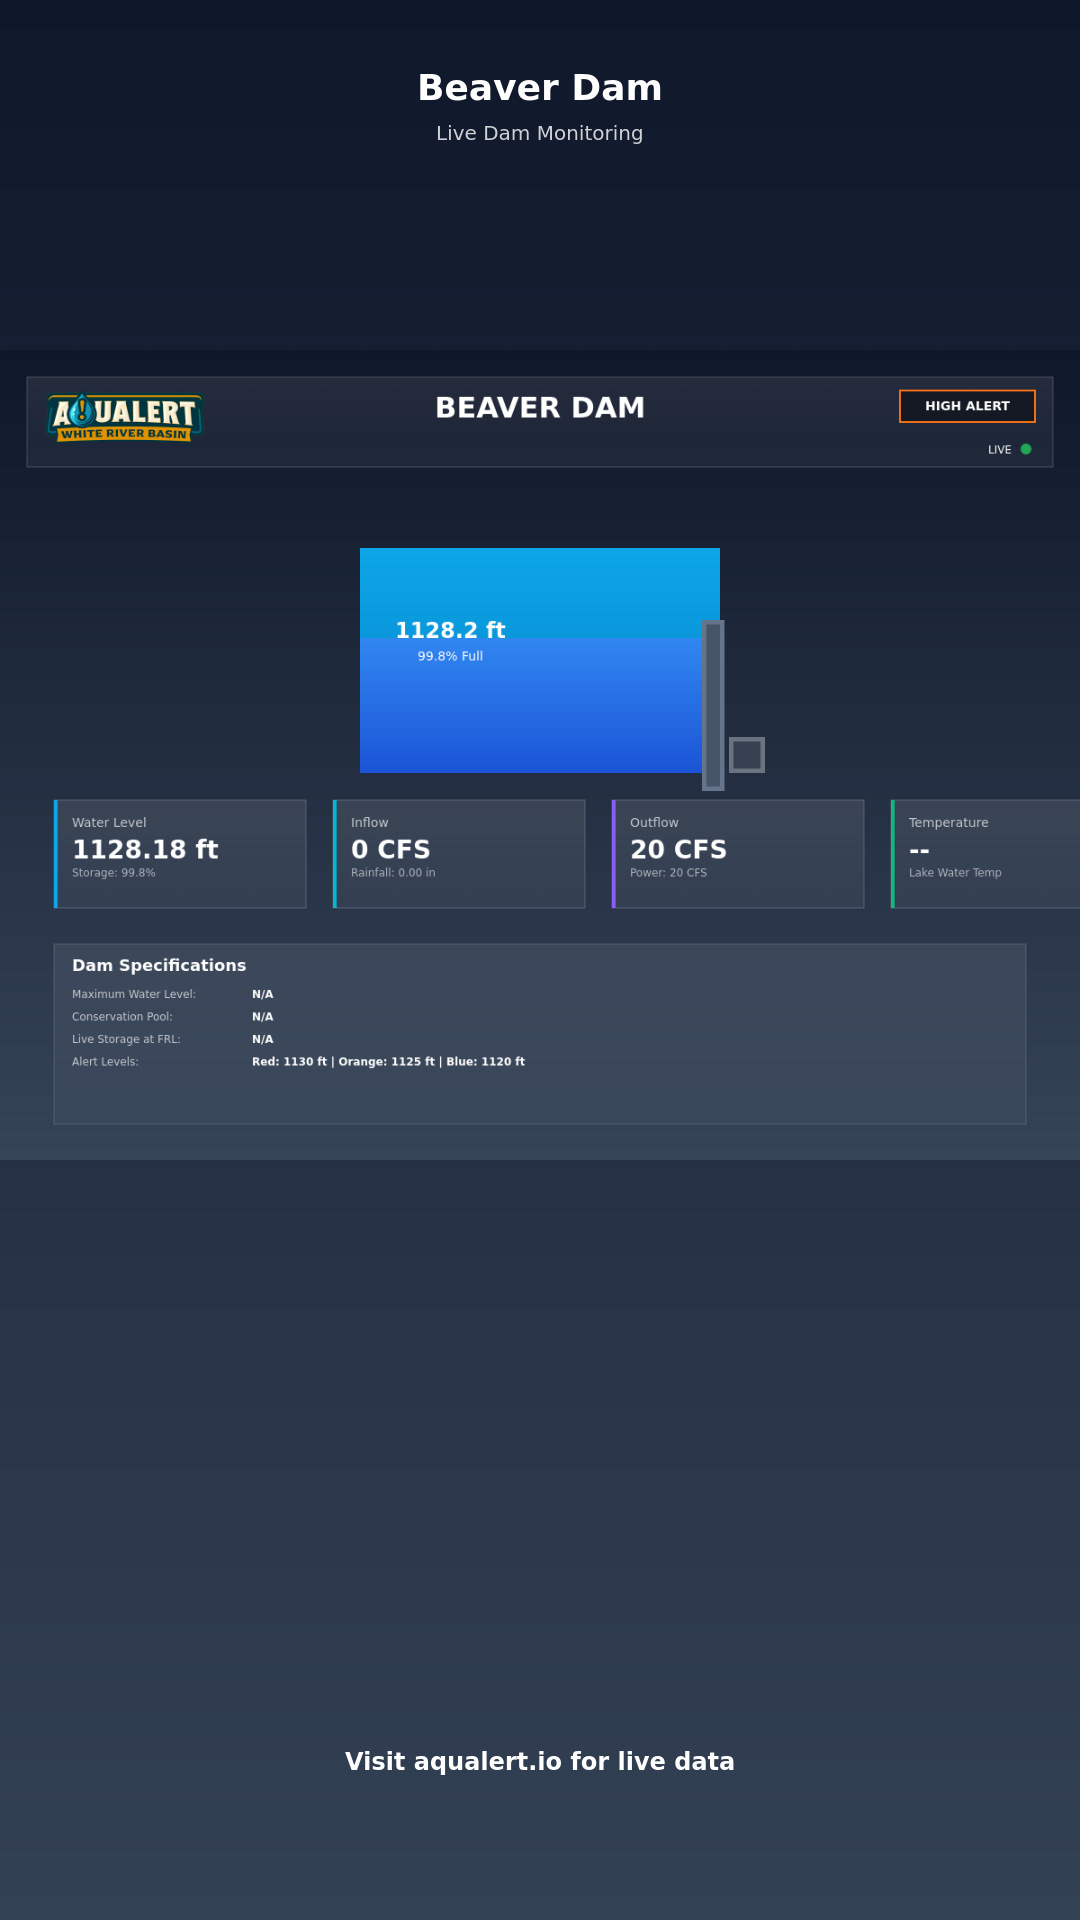 Beaver Dam
Live Dam Monitoring
AQUALERT
WHITE RIVER BASIN
BEAVER DAM
HIGH ALERT
LIVE
1128.2 ft
99.8% Full
Water Level
1128.18 ft
Storage: 99.8%
Inflow
0 CFS
Rainfall: 0.00 in
Outflow
20 CFS
Power: 20 CFS
Temperature
--
Lake Water Temp
Dam Specifications
Maximum Water Level: N/A
Conservation Pool: N/A
Live Storage at FRL: N/A
Alert Levels: Red: 1130 ft | Orange: 1125 ft | Blue: 1120 ft
Visit aqualert.io for live data